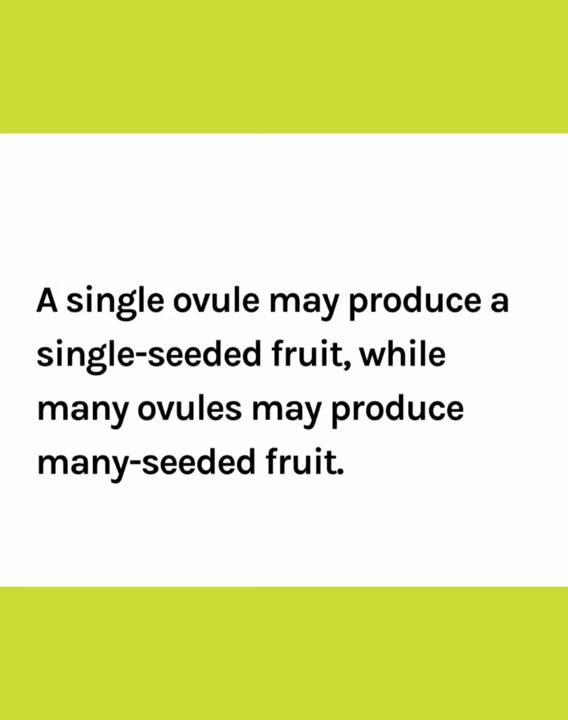 A single ovule may produce a
single-seeded fruit, while
many ovules may produce
many-seeded fruit.